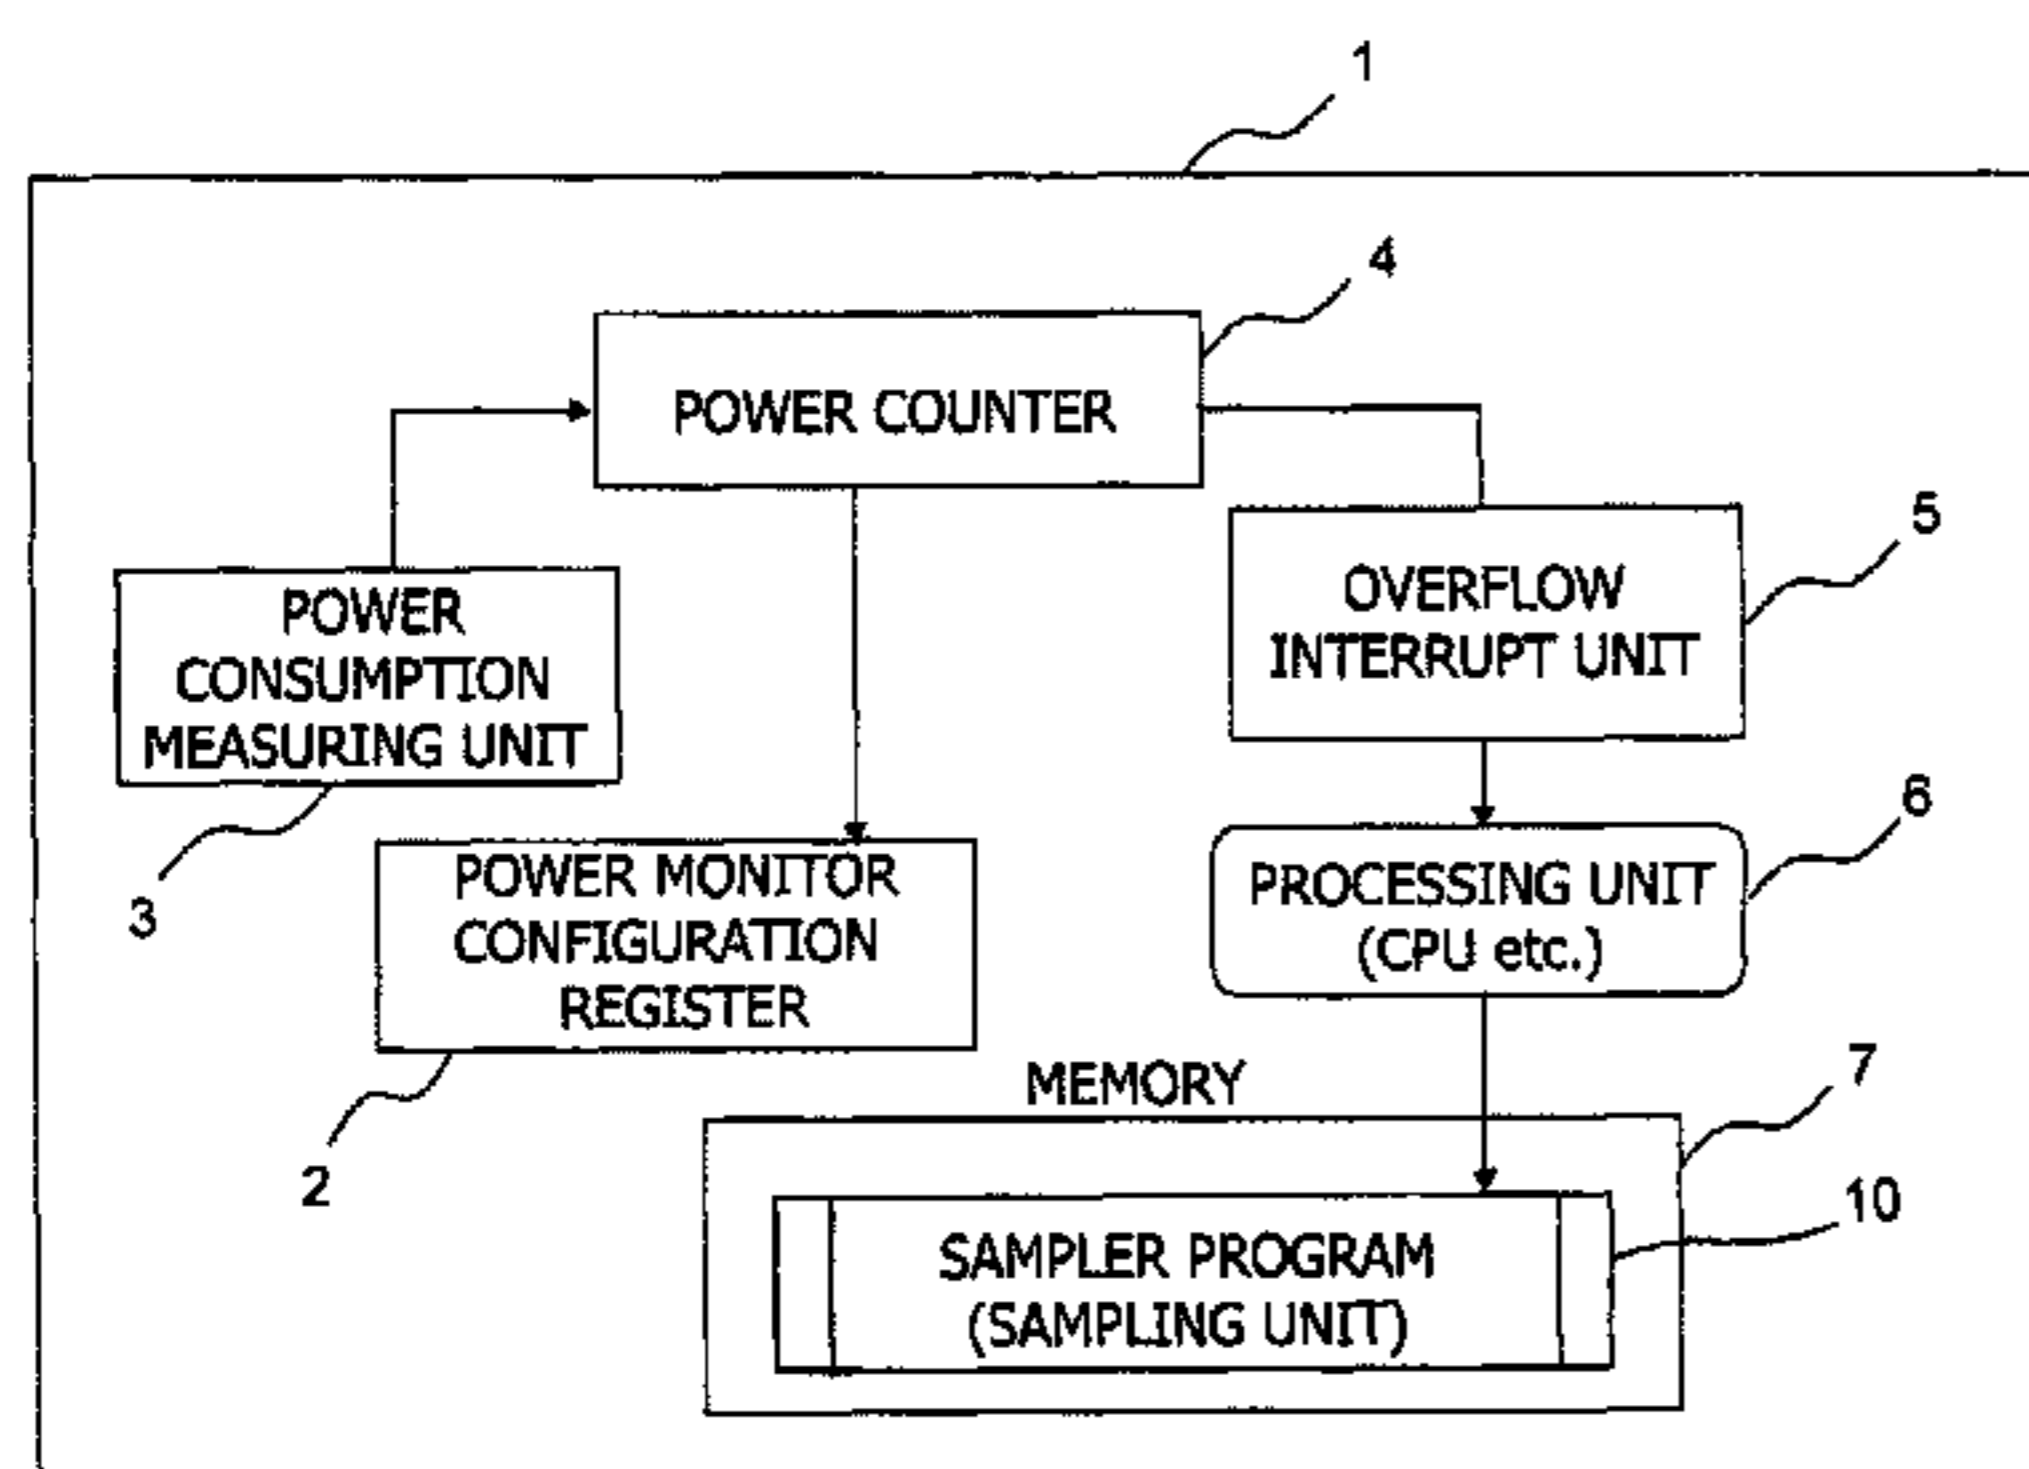 1
4
POWER COUNTER
5
OVERFLOW
INTERRUPT UNIT
POWER
CONSUMPTION
MEASURING UNIT
3
6
PROCESSING UNIT
(CPU etc.)
POWER MONITOR
CONFIGURATION
REGISTER
2
MEMORY
7
10
SAMPLER PROGRAM
(SAMPLING UNIT)